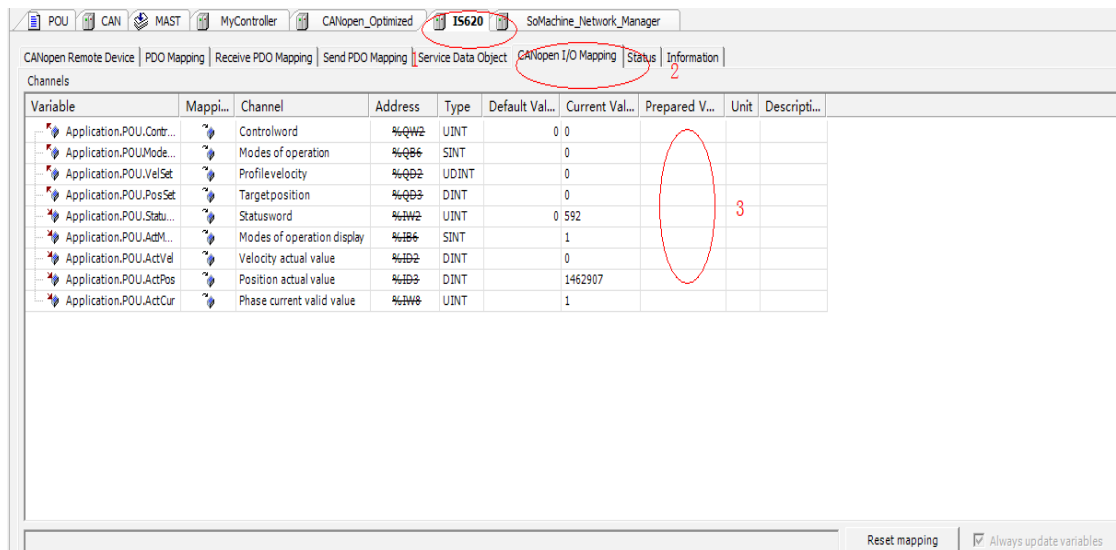 POU CAN MAST MyController CANopen_Optimized IS620 SoMachine_Network_Manager
CANopen Remote Device PDO Mapping Receive PDO Mapping Send PDO Mapping 1 Service Data Object CANopen I/O Mapping Status Information
2
Channels
Variable Mappi... Channel Address Type Default Val... Current Val... Prepared V... Unit Descripti...
Application.POU.Contr... Controlword %QW2 UINT 0 0
Application.POU.Mode... Modes of operation %QB6 SINT 0
Application.POU.VelSet Profilevelocity %QD2 UDINT 0
Application.POU.PosSet Targetposition %QD3 DINT 0
Application.POU.Statu... Statusword %IW2 UINT 0 592 3
Application.POU.ActM... Modes of operation display %IB6 SINT 1
Application.POU.ActVel Velocity actual value %ID2 DINT 0
Application.POU.ActPos Position actual value %ID3 DINT 1462907
Application.POU.ActCur Phase current valid value %IW8 UINT 1
Reset mapping Always update variables